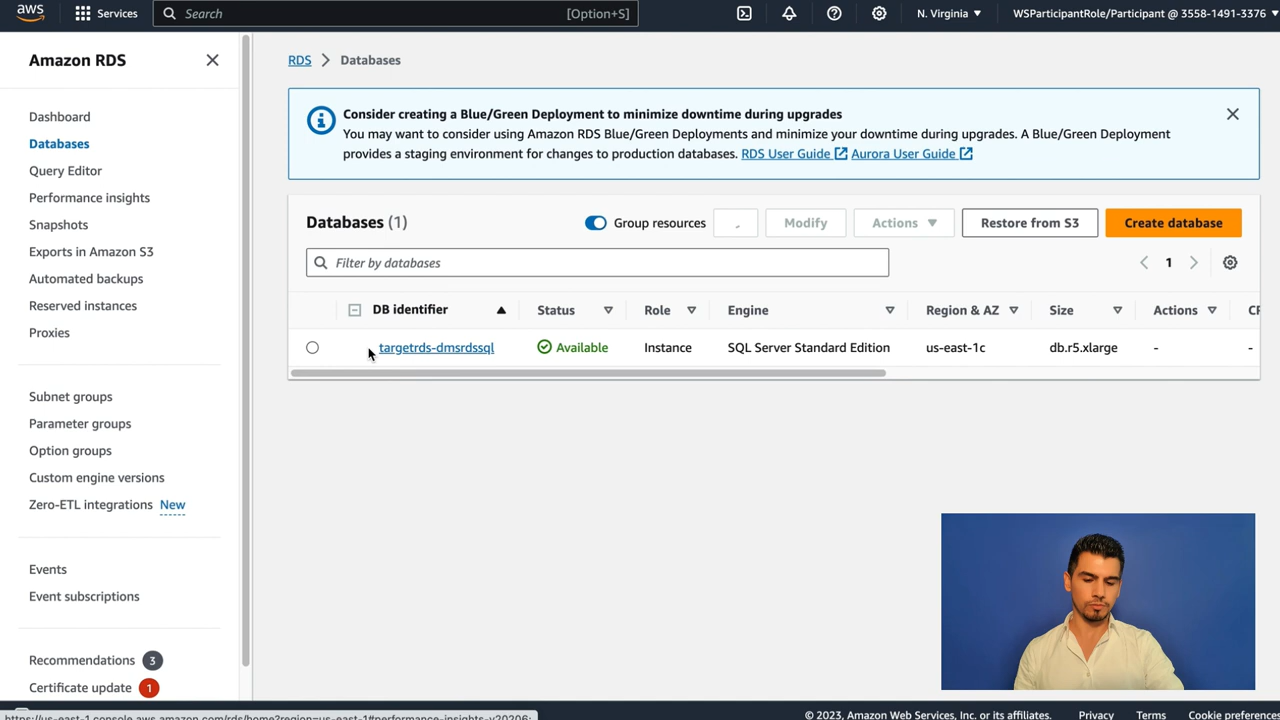 aws
Services
Search
[Option+S]
N. Virginia
WSParticipantRole/Participant @ 3558-1491-3376
Amazon RDS
Dashboard
Databases
Query Editor
Performance insights
Snapshots
Exports in Amazon S3
Automated backups
Reserved instances
Proxies
Subnet groups
Parameter groups
Option groups
Custom engine versions
Zero-ETL integrations New
Events
Event subscriptions
Recommendations 3
Certificate update 1
RDS > Databases
Consider creating a Blue/Green Deployment to minimize downtime during upgrades
You may want to consider using Amazon RDS Blue/Green Deployments and minimize your downtime during upgrades. A Blue/Green Deployment
provides a staging environment for changes to production databases. RDS User Guide Aurora User Guide
Databases (1)
Group resources
Modify
Actions
Restore from S3
Create database
Filter by databases
1
DB identifier Status Role Engine Region & AZ Size Actions
targetrds-dmsrdssql Available Instance SQL Server Standard Edition us-east-1c db.r5.xlarge - -
© 2023, Amazon Web Services, Inc. or its affiliates. Privacy Terms Cookie preferences